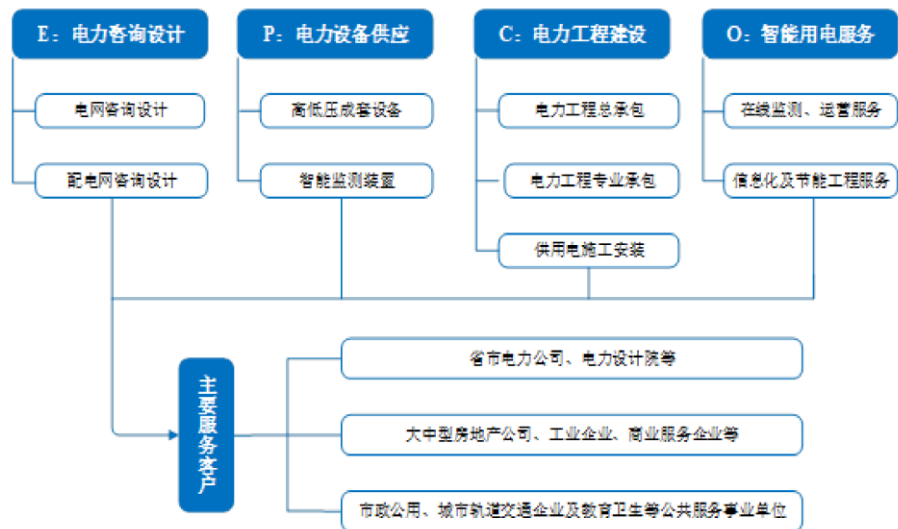 E：电力咨询设计
P：电力设备供应
C：电力工程建设
O：智能用电服务
电网咨询设计
高低压成套设备
电力工程总承包
在线监测、运营服务
配电网咨询设计
智能监测装置
电力工程专业承包
信息化及节能工程服务
供用电施工安装
主要服务客户
省市电力公司、电力设计院等
大中型房地产公司、工业企业、商业服务企业等
市政公用、城市轨道交通企业及教育卫生等公共服务事业单位